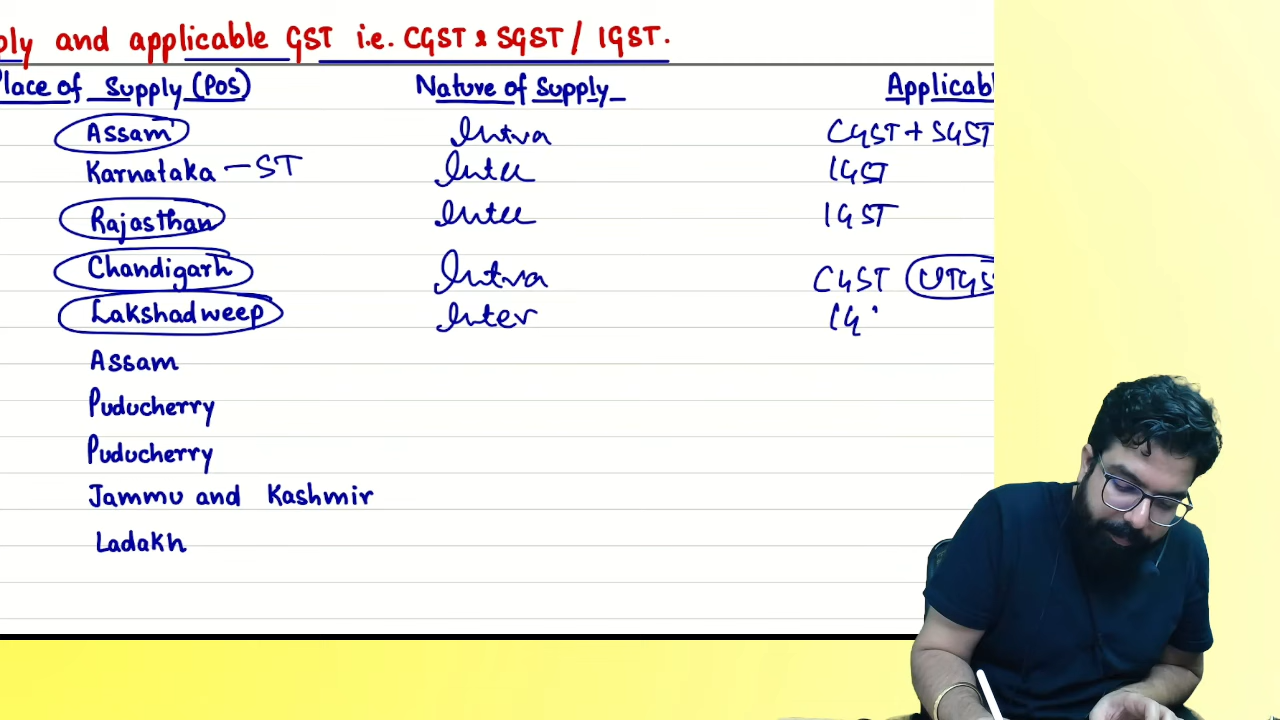 ply and applicable GST i.e. CGST & SGST / IGST.
Place of Supply (Pos) Nature of Supply Applicabl
Assam Intra CGST + SGST
Karnataka - ST Inter IGST
Rajasthan Inter IGST
Chandigarh Intra CGST UTGS
Lakshadweep Inter IG
Assam
Puducherry
Puducherry
Jammu and Kashmir
Ladakh